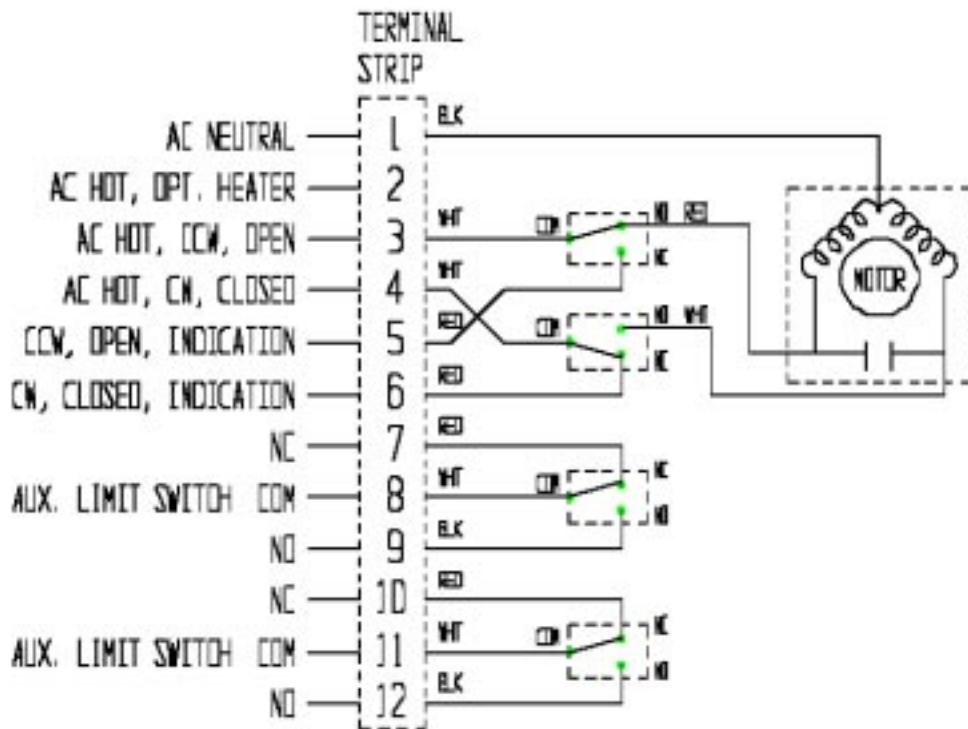 TERMINAL
STRIP
AC NEUTRAL 1 BLK
AC HOT, OPT. HEATER 2
AC HOT, CCW, OPEN 3 WHT COM NO RED
NC
AC HOT, CW, CLOSED 4 WHT
MOTOR
CCW, OPEN, INDICATION 5 RED COM NO WHT
NC
CW, CLOSED, INDICATION 6 RED
NC 7 RED
NC
AUX. LIMIT SWITCH COM 8 WHT COM
NO
NO 9 BLK
NC 10 RED
NC
AUX. LIMIT SWITCH COM 11 WHT COM
NO
NO 12 BLK